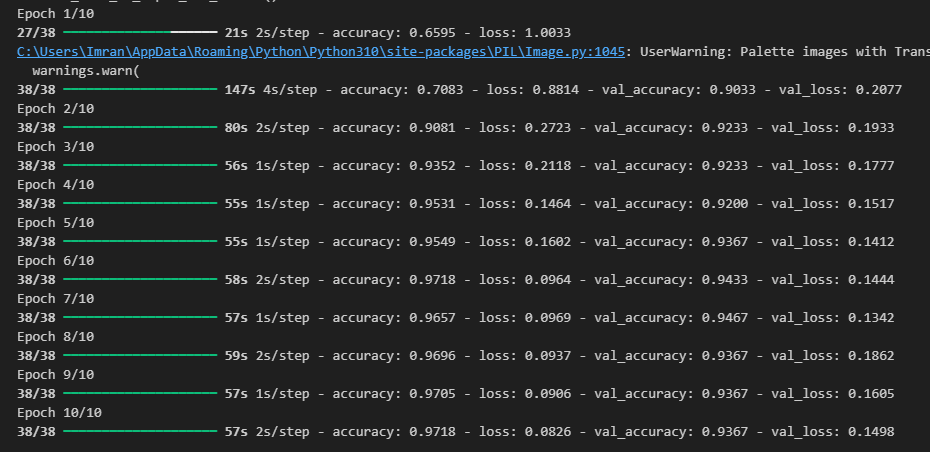 Epoch 1/10
27/38 ━━━━━━━━━━━━━━━━━━━━ 21s 2s/step - accuracy: 0.6595 - loss: 1.0033
C:\Users\Imran\AppData\Roaming\Python\Python310\site-packages\PIL\Image.py:1045: UserWarning: Palette images with Trans
warnings.warn(
38/38 ━━━━━━━━━━━━━━━━━━━━ 147s 4s/step - accuracy: 0.7083 - loss: 0.8814 - val_accuracy: 0.9033 - val_loss: 0.2077
Epoch 2/10
38/38 ━━━━━━━━━━━━━━━━━━━━ 80s 2s/step - accuracy: 0.9081 - loss: 0.2723 - val_accuracy: 0.9233 - val_loss: 0.1933
Epoch 3/10
38/38 ━━━━━━━━━━━━━━━━━━━━ 56s 1s/step - accuracy: 0.9352 - loss: 0.2118 - val_accuracy: 0.9233 - val_loss: 0.1777
Epoch 4/10
38/38 ━━━━━━━━━━━━━━━━━━━━ 55s 1s/step - accuracy: 0.9531 - loss: 0.1464 - val_accuracy: 0.9200 - val_loss: 0.1517
Epoch 5/10
38/38 ━━━━━━━━━━━━━━━━━━━━ 55s 1s/step - accuracy: 0.9549 - loss: 0.1602 - val_accuracy: 0.9367 - val_loss: 0.1412
Epoch 6/10
38/38 ━━━━━━━━━━━━━━━━━━━━ 58s 2s/step - accuracy: 0.9718 - loss: 0.0964 - val_accuracy: 0.9433 - val_loss: 0.1444
Epoch 7/10
38/38 ━━━━━━━━━━━━━━━━━━━━ 57s 1s/step - accuracy: 0.9657 - loss: 0.0969 - val_accuracy: 0.9467 - val_loss: 0.1342
Epoch 8/10
38/38 ━━━━━━━━━━━━━━━━━━━━ 59s 2s/step - accuracy: 0.9696 - loss: 0.0937 - val_accuracy: 0.9367 - val_loss: 0.1862
Epoch 9/10
38/38 ━━━━━━━━━━━━━━━━━━━━ 57s 1s/step - accuracy: 0.9705 - loss: 0.0906 - val_accuracy: 0.9367 - val_loss: 0.1605
Epoch 10/10
38/38 ━━━━━━━━━━━━━━━━━━━━ 57s 2s/step - accuracy: 0.9718 - loss: 0.0826 - val_accuracy: 0.9367 - val_loss: 0.1498